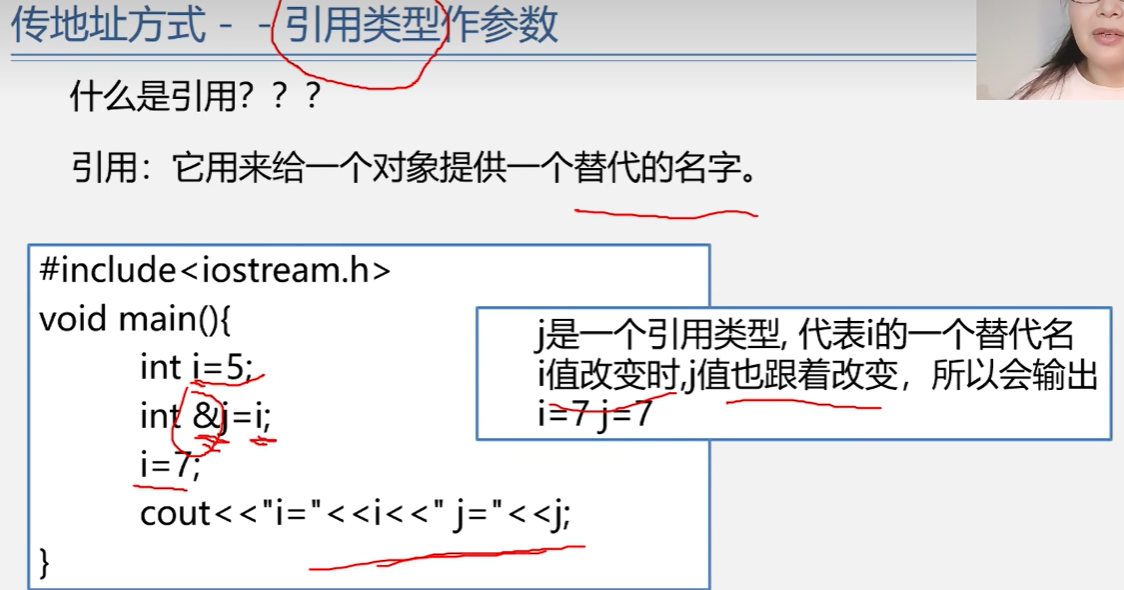 传地址方式- -引用类型作参数
什么是引用？？？
引用：它用来给一个对象提供一个替代的名字。
#include<iostream.h>
void main(){
int i=5;
int &j=i;
i=7;
cout<<"i="<<i<<" j="<<j;
}
j是一个引用类型, 代表i的一个替代名
i值改变时,j值也跟着改变，所以会输出
i=7 j=7